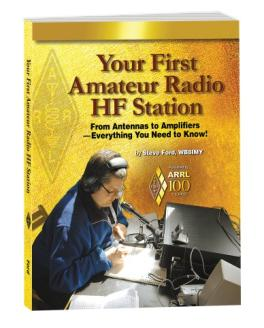 Your First
Amateur Radio
HF Station
From Antennas to Amplifiers
—Everything You Need to Know!
by Steve Ford, WB8IMY
ARRL
100
Your First Amateur Radio HF Station
Ford